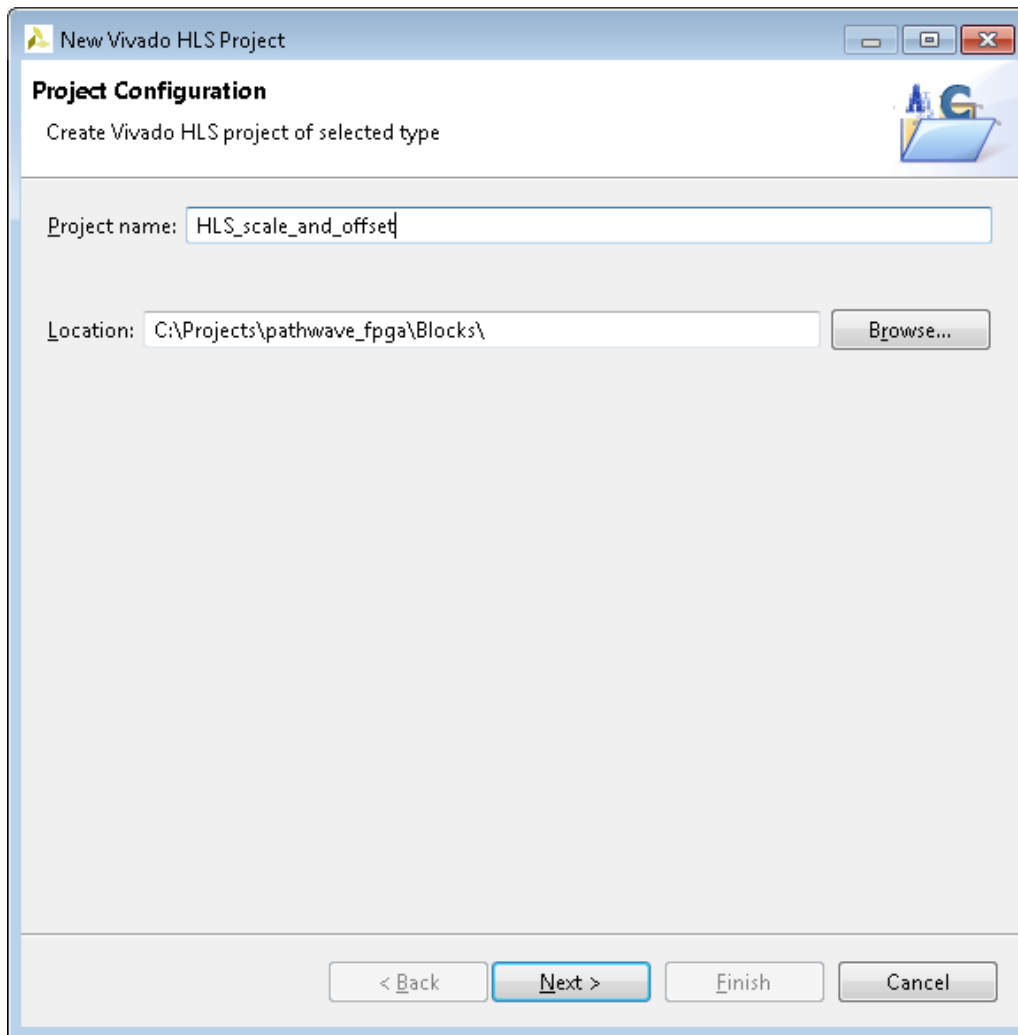 New Vivado HLS Project
Project Configuration
Create Vivado HLS project of selected type
Project name: HLS_scale_and_offset
Location: C:\Projects\pathwave_fpga\Blocks\ Browse...
< Back Next > Finish Cancel